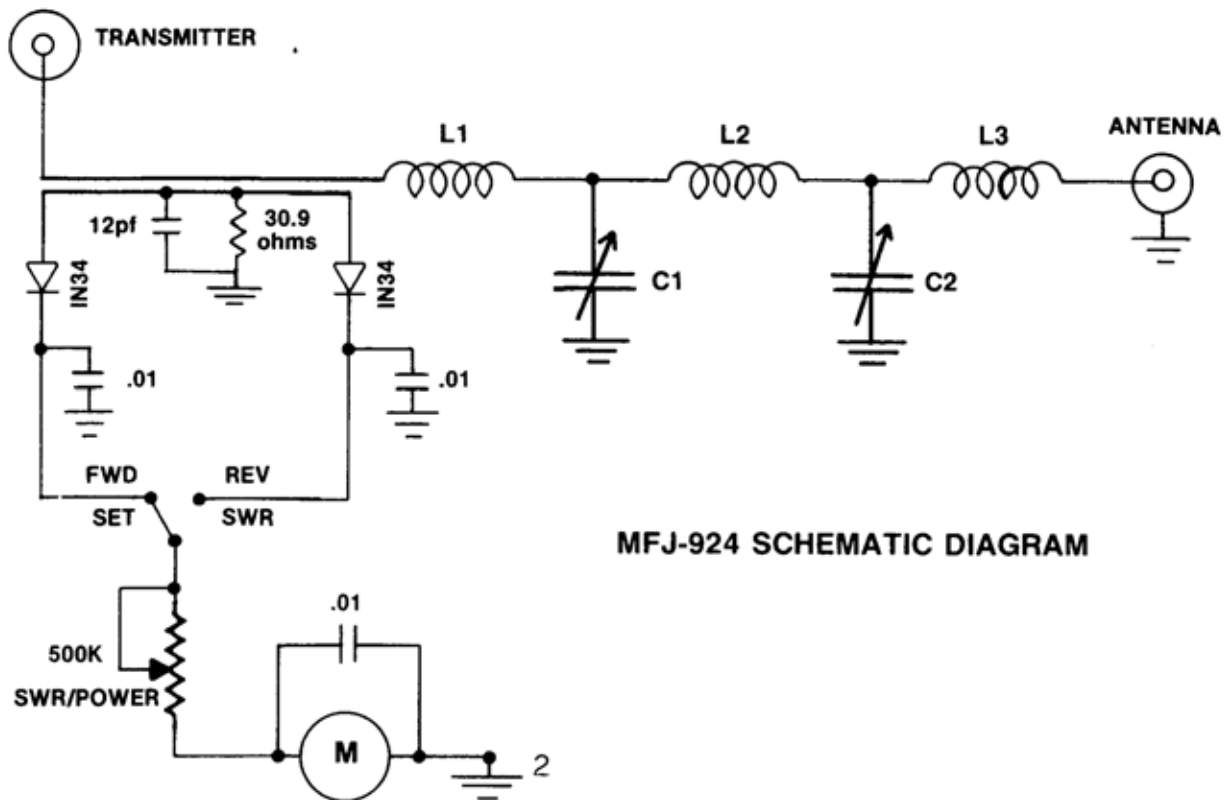 TRANSMITTER
L1
L2
L3
ANTENNA
12pf
30.9
ohms
IN34
IN34
C1
C2
.01
.01
FWD
REV
SET
SWR
MFJ-924 SCHEMATIC DIAGRAM
.01
500K
SWR/POWER
M
2